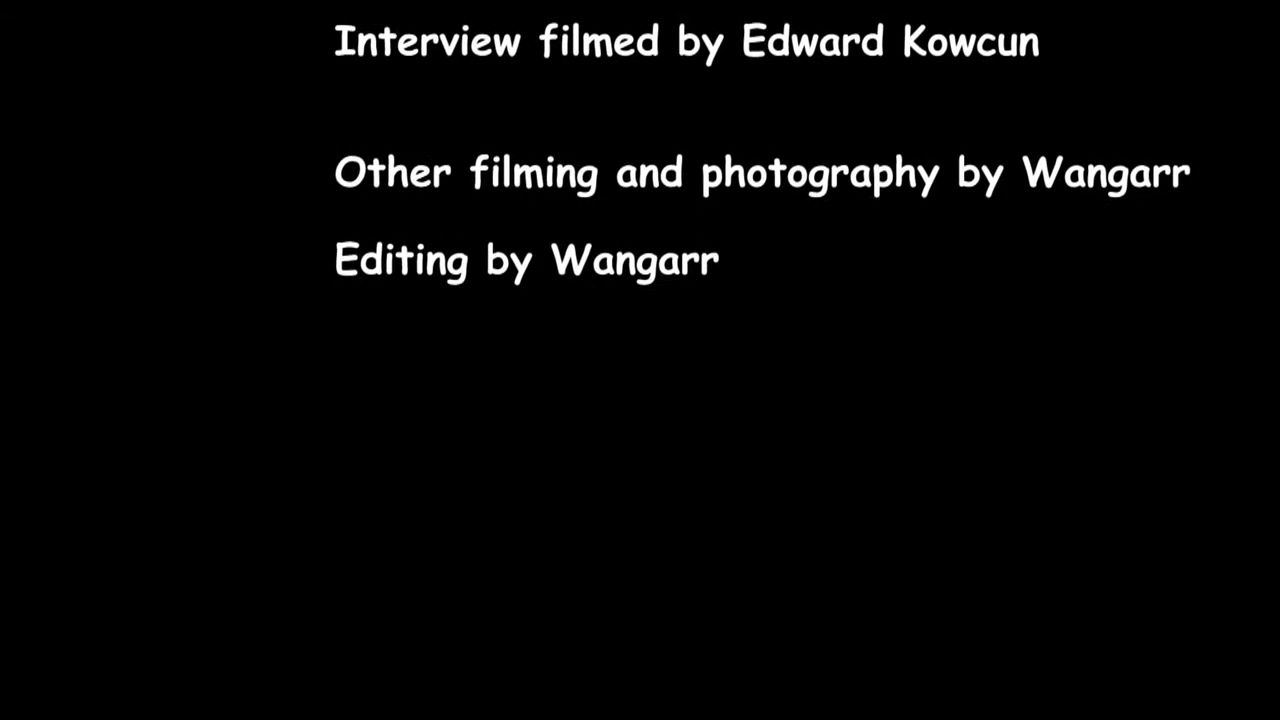 Interview filmed by Edward Kowcun
Other filming and photography by Wangarr
Editing by Wangarr